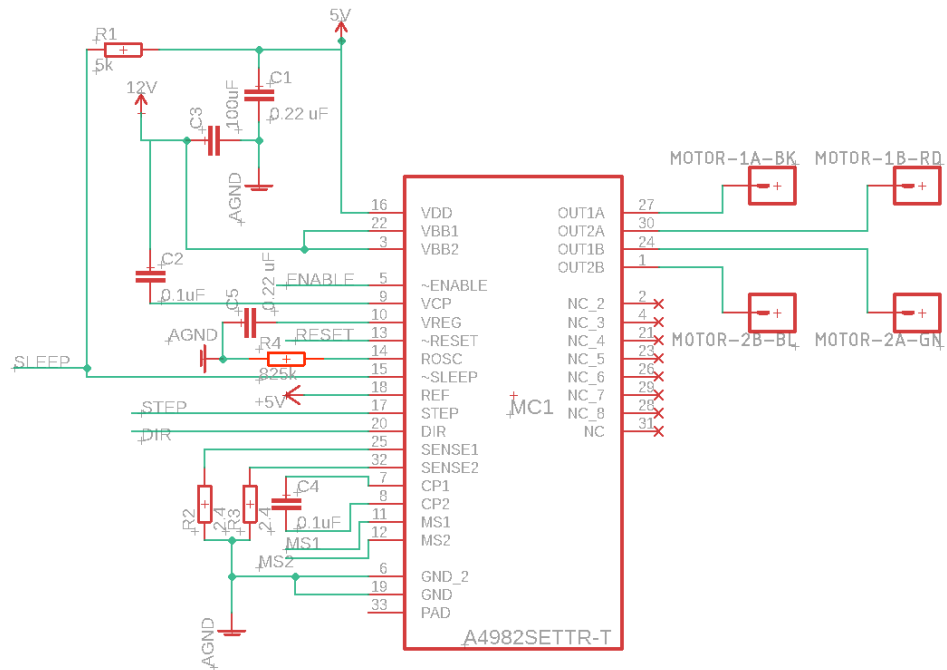 R1
5k
5V
12V
C3
100uF
C1
0.22 uF
AGND
C2
0.1uF
C5
0.22 uF
ENABLE
AGND
RESET
R4
825k
SLEEP
+5V
STEP
DIR
R2
2.4
R3
2.4
C4
0.1uF
MS1
MS2
AGND
16 VDD
22 VBB1
3 VBB2
5 ~ENABLE
9 VCP
10 VREG
13 ~RESET
14 ROSC
15 ~SLEEP
18 REF
17 STEP
20 DIR
25 SENSE1
32 SENSE2
7 CP1
8 CP2
11 MS1
12 MS2
6 GND_2
19 GND
33 PAD
MC1
A4982SETTR-T
OUT1A 27
OUT2A 30
OUT1B 24
OUT2B 1
NC_2 2
NC_3 4
NC_4 21
NC_5 23
NC_6 26
NC_7 29
NC_8 28
NC 31
MOTOR-1A-BK
MOTOR-1B-RD
MOTOR-2B-BL
MOTOR-2A-GN